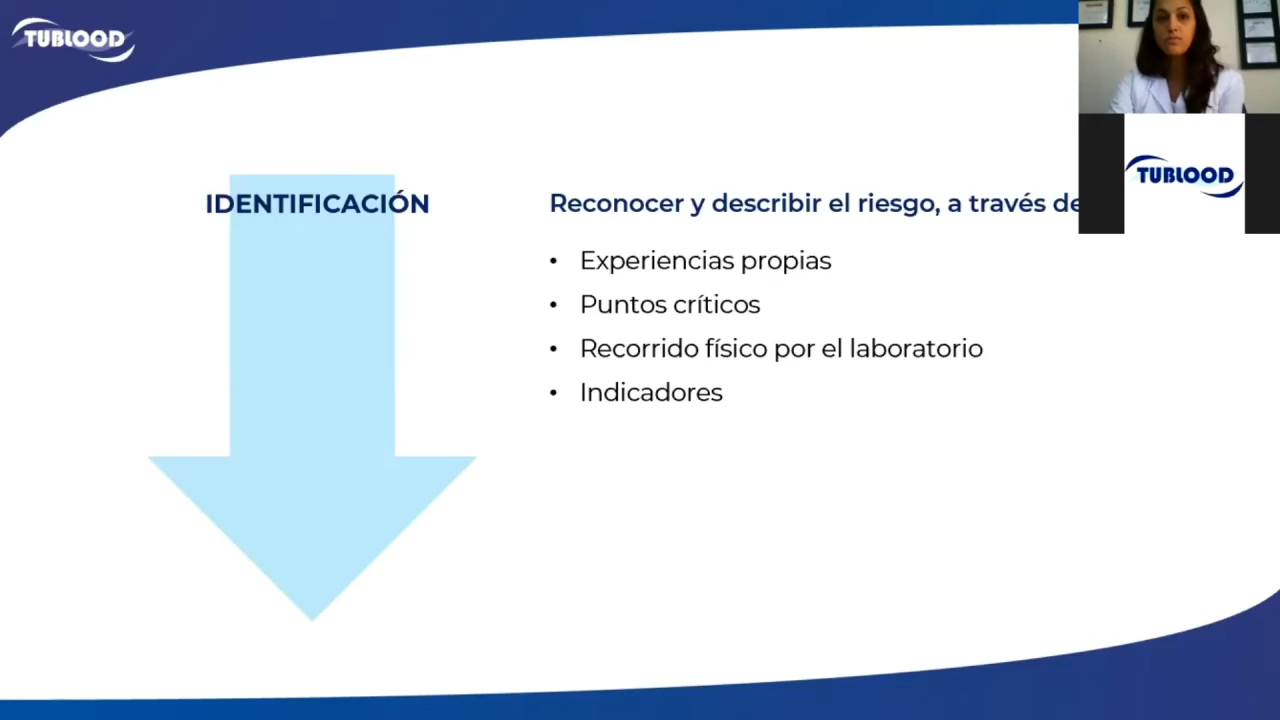 TUBLOOD
TUBLOOD
IDENTIFICACIÓN
Reconocer y describir el riesgo, a través de
• Experiencias propias
• Puntos críticos
• Recorrido físico por el laboratorio
• Indicadores